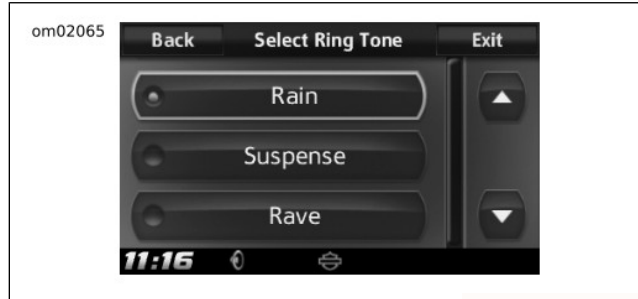 om02065
Back Select Ring Tone Exit
Rain
Suspense
Rave
11:16